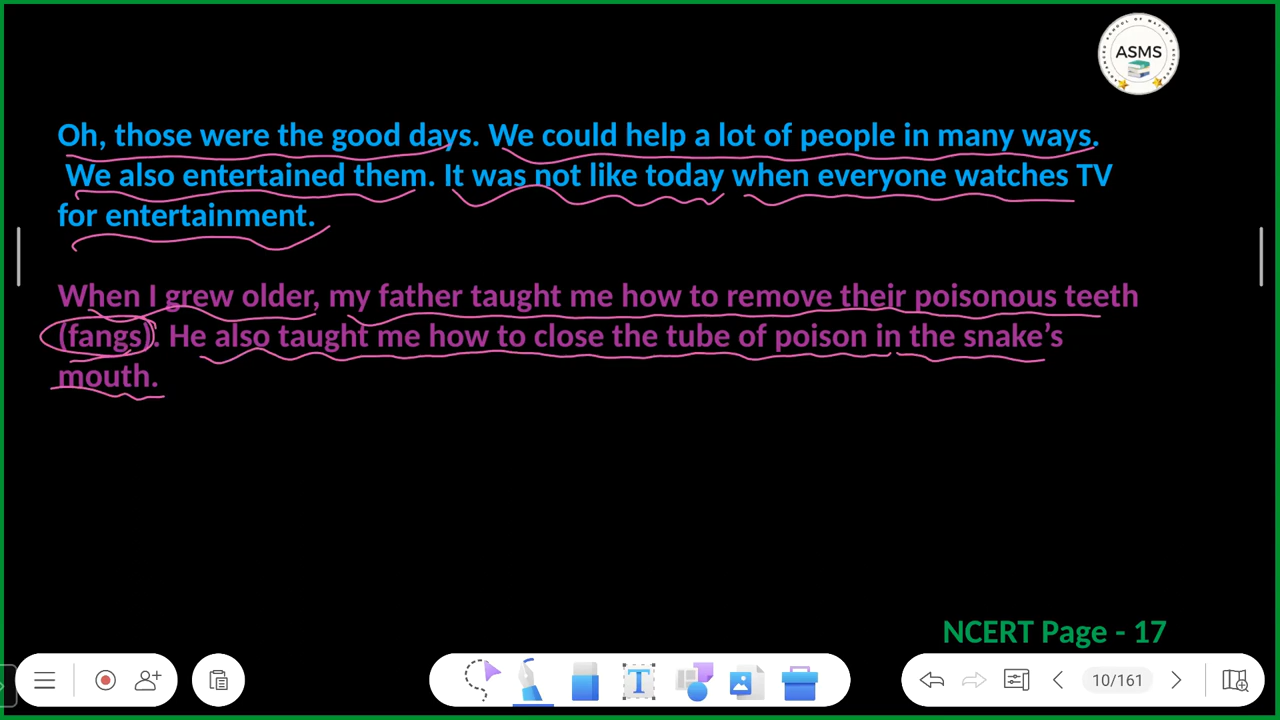 ASMS
Oh, those were the good days. We could help a lot of people in many ways.
We also entertained them. It was not like today when everyone watches TV
for entertainment.
When I grew older, my father taught me how to remove their poisonous teeth
(fangs). He also taught me how to close the tube of poison in the snake’s
mouth.
NCERT Page - 17
T
10/161